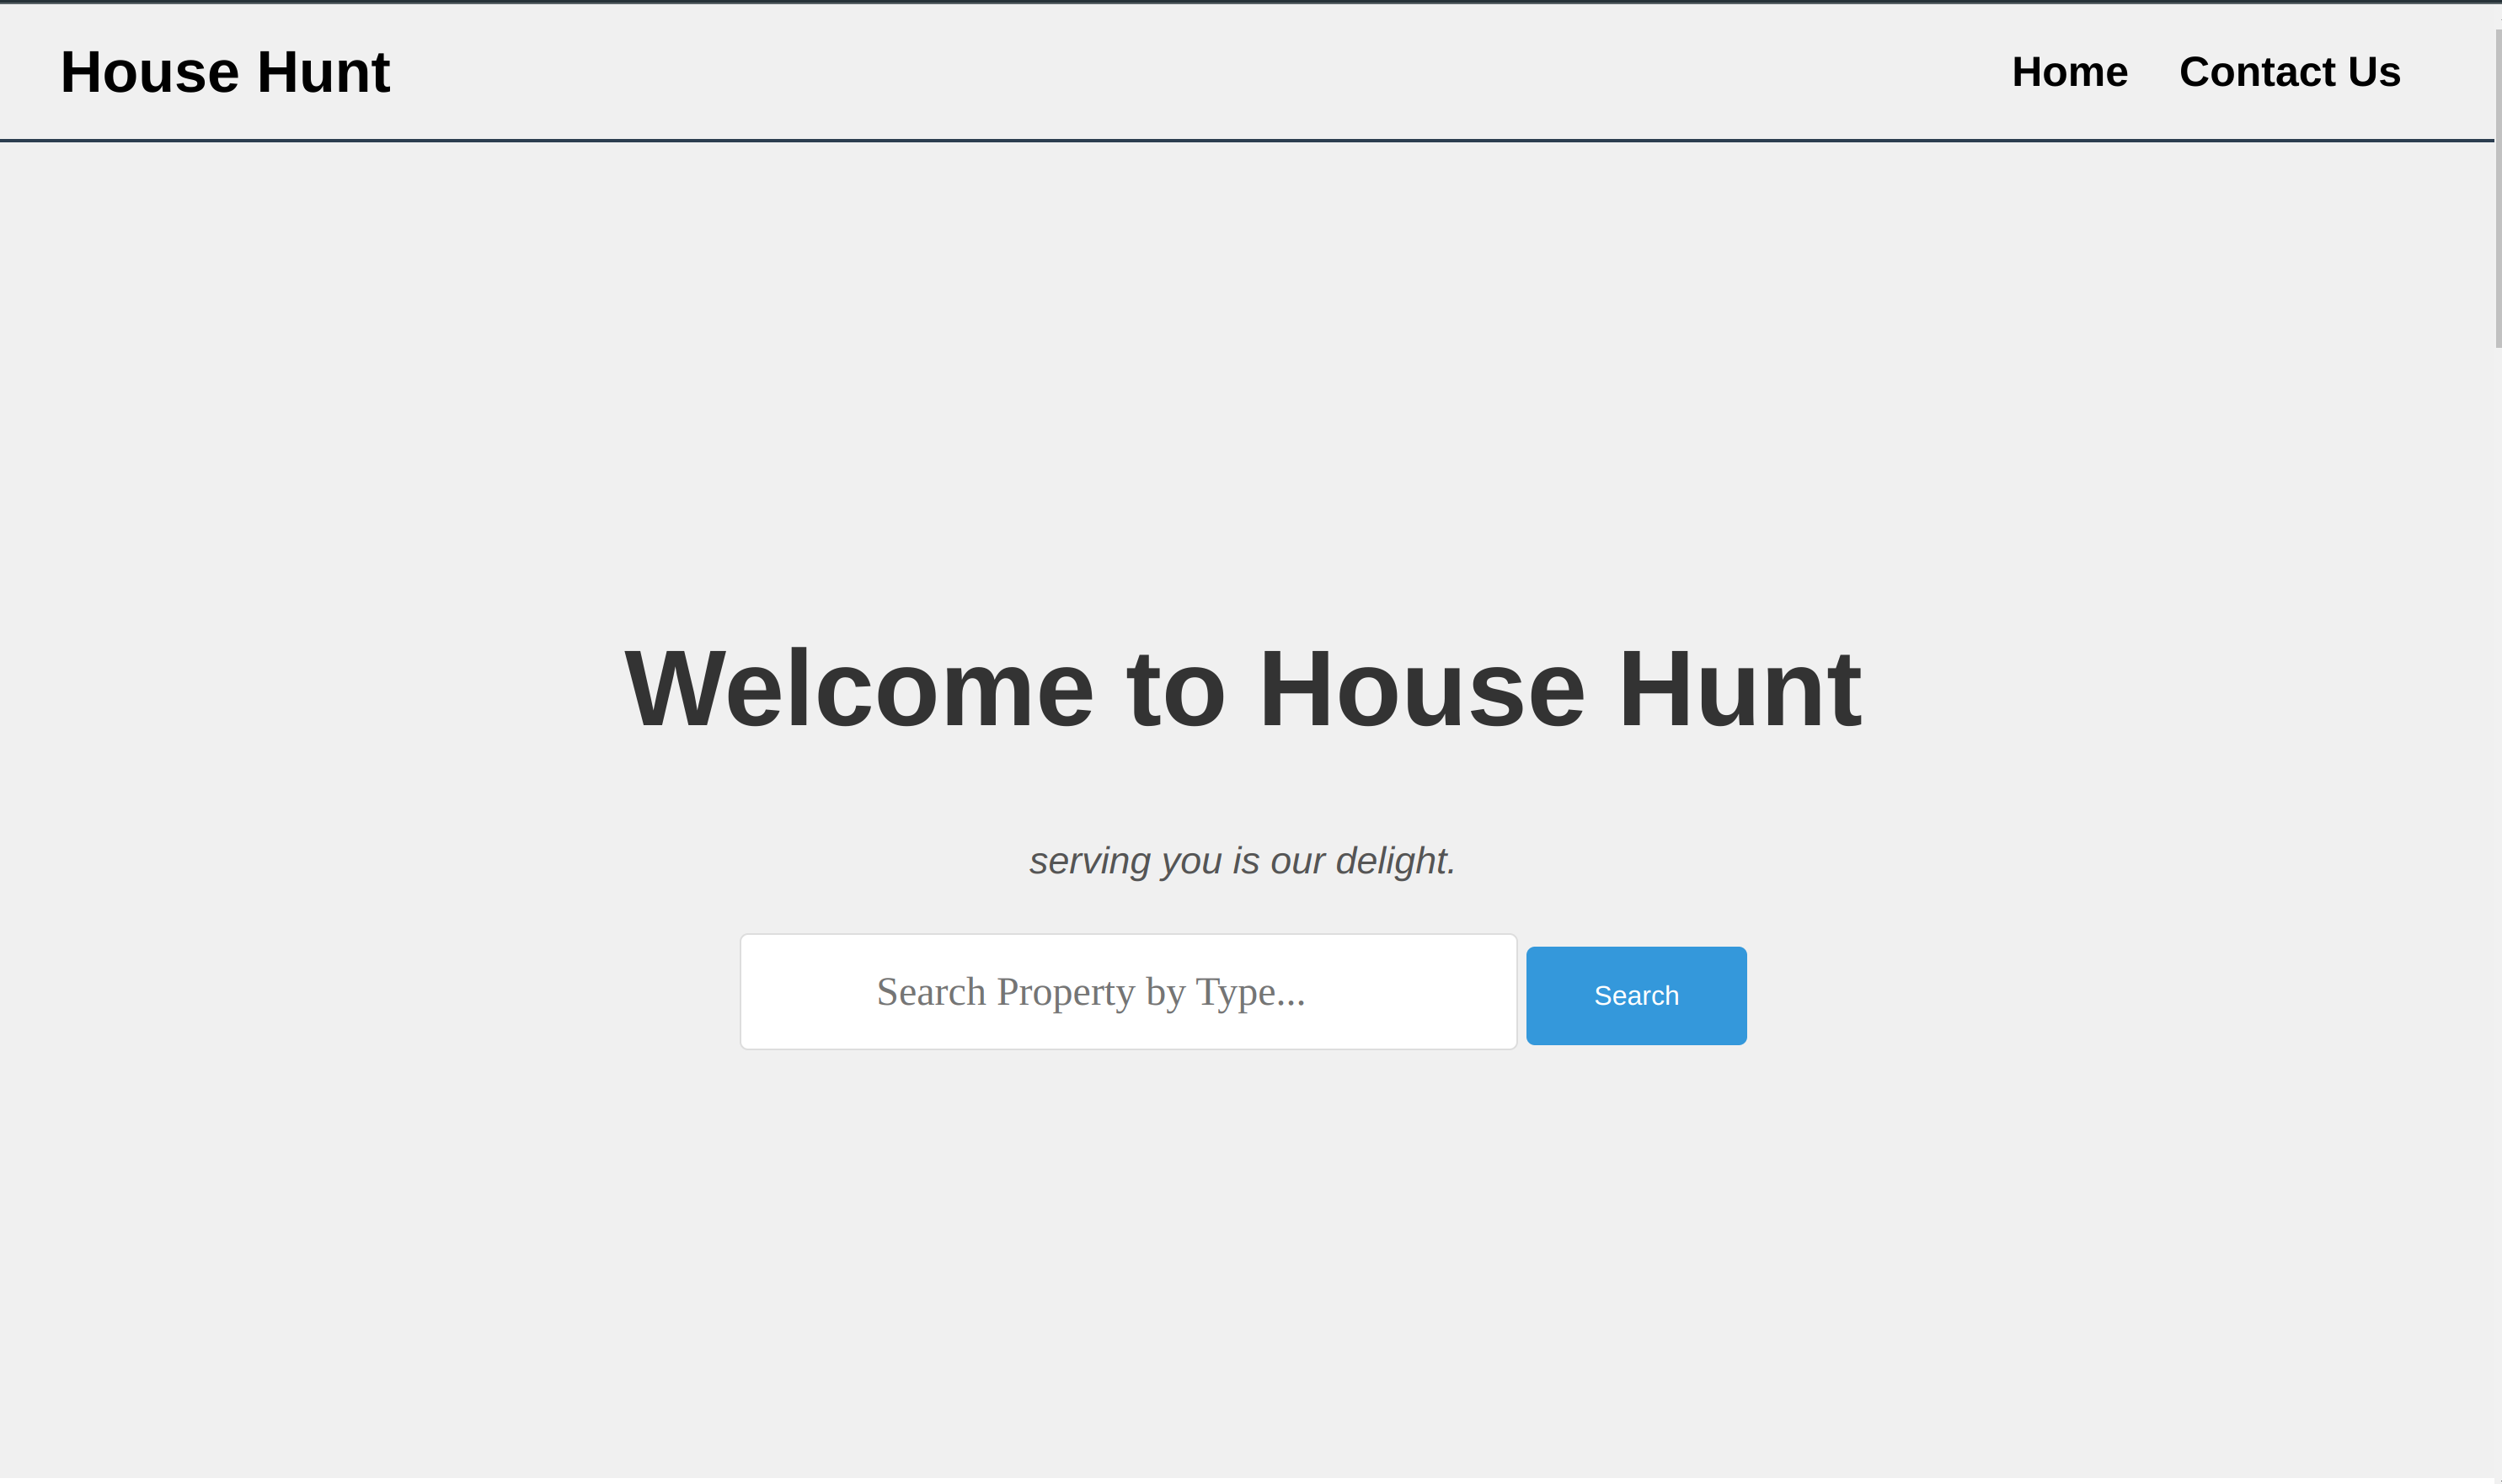 House Hunt
Home Contact Us
Welcome to House Hunt
serving you is our delight.
Search Property by Type...
Search